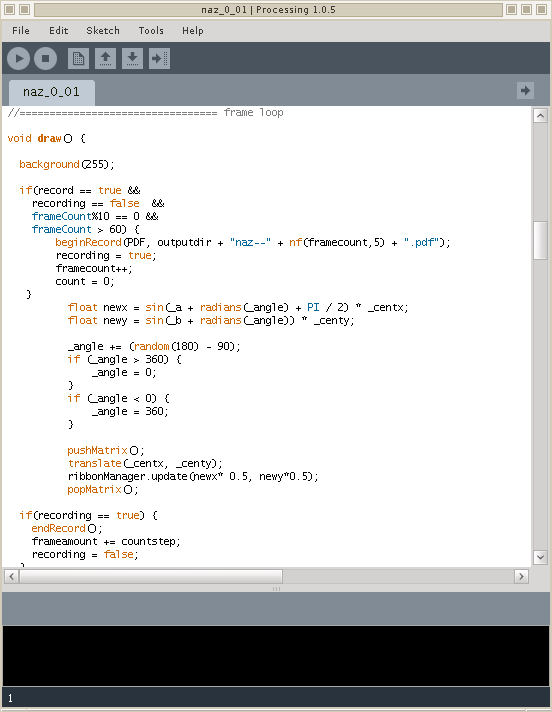 naz_0_01 | Processing 1.0.5
File Edit Sketch Tools Help
naz_0_01
//================================= frame loop
void draw() {
background(255);
if(record == true &&
recording == false &&
frameCount%10 == 0 &&
frameCount > 60) {
beginRecord(PDF, outputdir + "naz--" + nf(framecount,5) + ".pdf");
recording = true;
framecount++;
count = 0;
}
float newx = sin(_a + radians(_angle) + PI / 2) * _centx;
float newy = sin(_b + radians(_angle)) * _centy;
_angle += (random(180) - 90);
if (_angle > 360) {
_angle = 0;
}
if (_angle < 0) {
_angle = 360;
}
pushMatrix();
translate(_centx, _centy);
ribbonManager.update(newx* 0.5, newy*0.5);
popMatrix();
if(recording == true) {
endRecord();
frameamount += countstep;
recording = false;
}
1